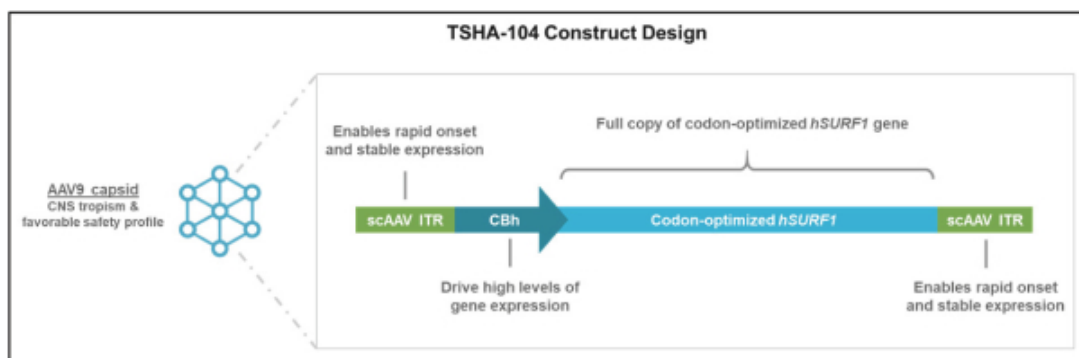 TSHA-104 Construct Design
Enables rapid onset
and stable expression
Full copy of codon-optimized hSURF1 gene
AAV9 capsid
CNS tropism &
favorable safety profile
scAAV ITR
CBh
Codon-optimized hSURF1
scAAV ITR
Drive high levels of
gene expression
Enables rapid onset
and stable expression